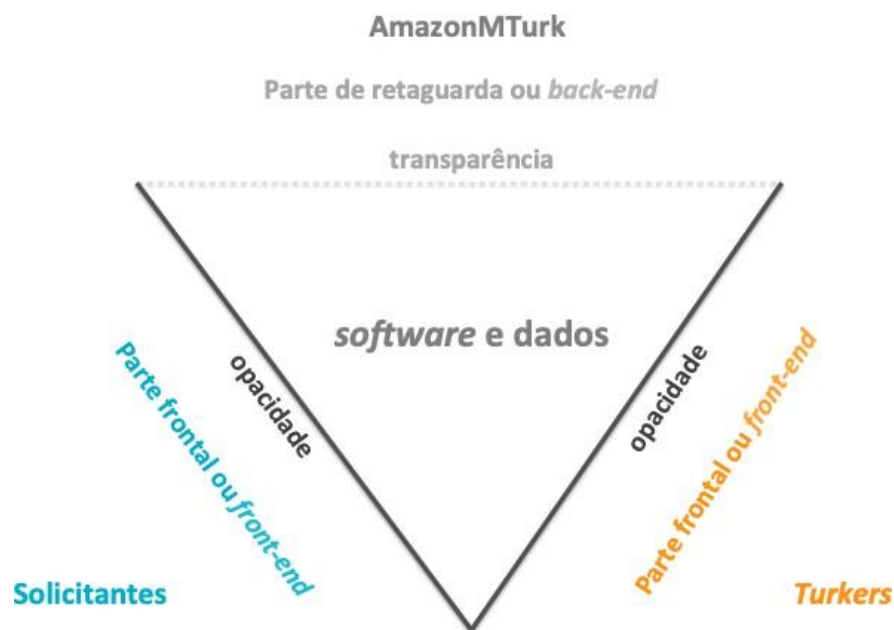 AmazonMTurk
Parte de retaguarda ou back-end
transparência
software e dados
opacidade
Parte frontal ou front-end
opacidade
Parte frontal ou front-end
Solicitantes
Turkers